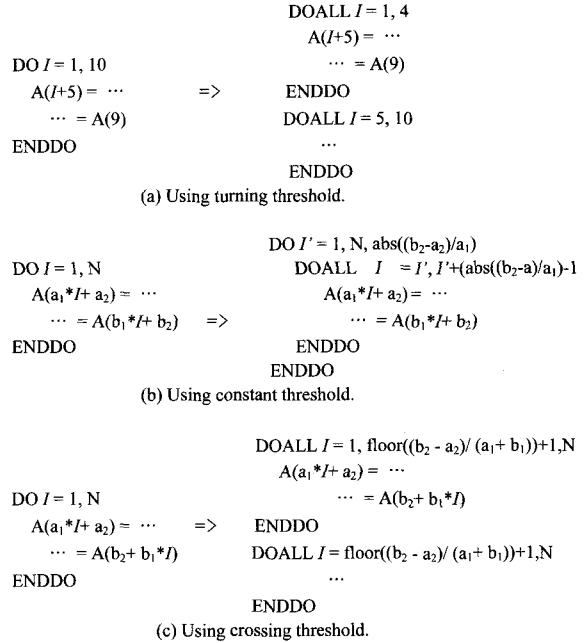 DO I = 1, 10
A(I+5) = ···
··· = A(9)
ENDDO
=>
DOALL I = 1, 4
A(I+5) = ···
··· = A(9)
ENDDO
DOALL I = 5, 10
···
ENDDO
(a) Using turning threshold.
DO I = 1, N
A(a₁*I+ a₂) = ···
··· = A(b₁*I+ b₂)
ENDDO
=>
DO I' = 1, N, abs((b₂-a₂)/a₁)
DOALL I = I', I'+(abs((b₂-a)/a₁)-1
A(a₁*I+ a₂) = ···
··· = A(b₁*I+ b₂)
ENDDO
ENDDO
(b) Using constant threshold.
DO I = 1, N
A(a₁*I+ a₂) = ···
··· = A(b₂+ b₁*I)
ENDDO
=>
DOALL I = 1, floor((b₂ - a₂)/ (a₁+ b₁))+1,N
A(a₁*I+ a₂) = ···
··· = A(b₂+ b₁*I)
ENDDO
DOALL I = floor((b₂ - a₂)/ (a₁+ b₁))+1,N
···
ENDDO
(c) Using crossing threshold.